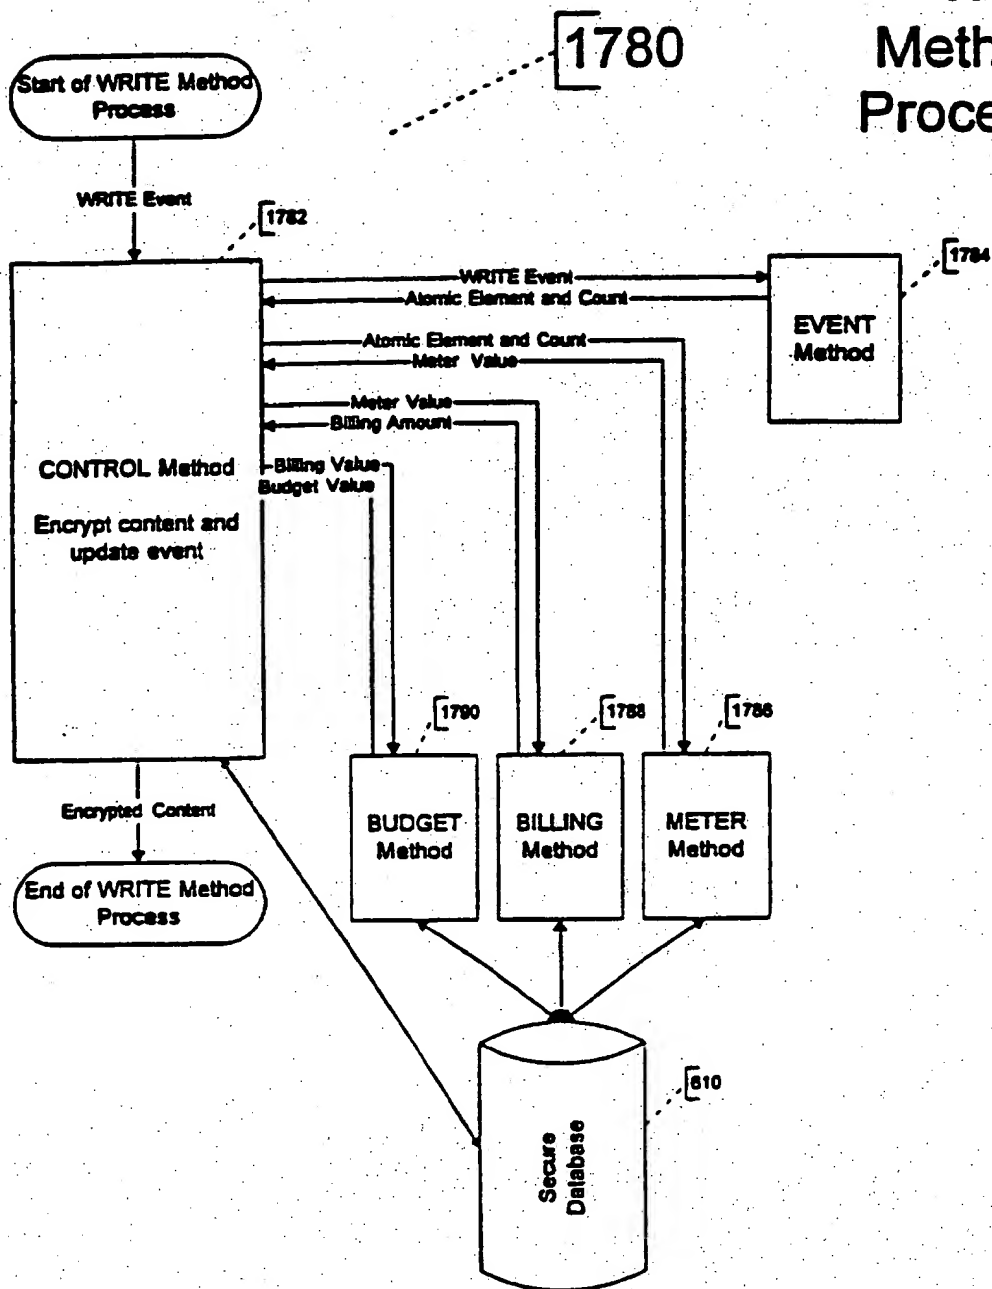 1780
Meth
Proce
Start of WRITE Method
Process
WRITE Event
1782
WRITE Event
Atomic Element and Count
1784
EVENT
Method
Atomic Element and Count
Meter Value
Meter Value
Billing Amount
Billing Value
Budget Value
CONTROL Method
Encrypt content and
update event
1790
1788
1786
BUDGET
Method
BILLING
Method
METER
Method
Encrypted Content
End of WRITE Method
Process
610
Secure
Database